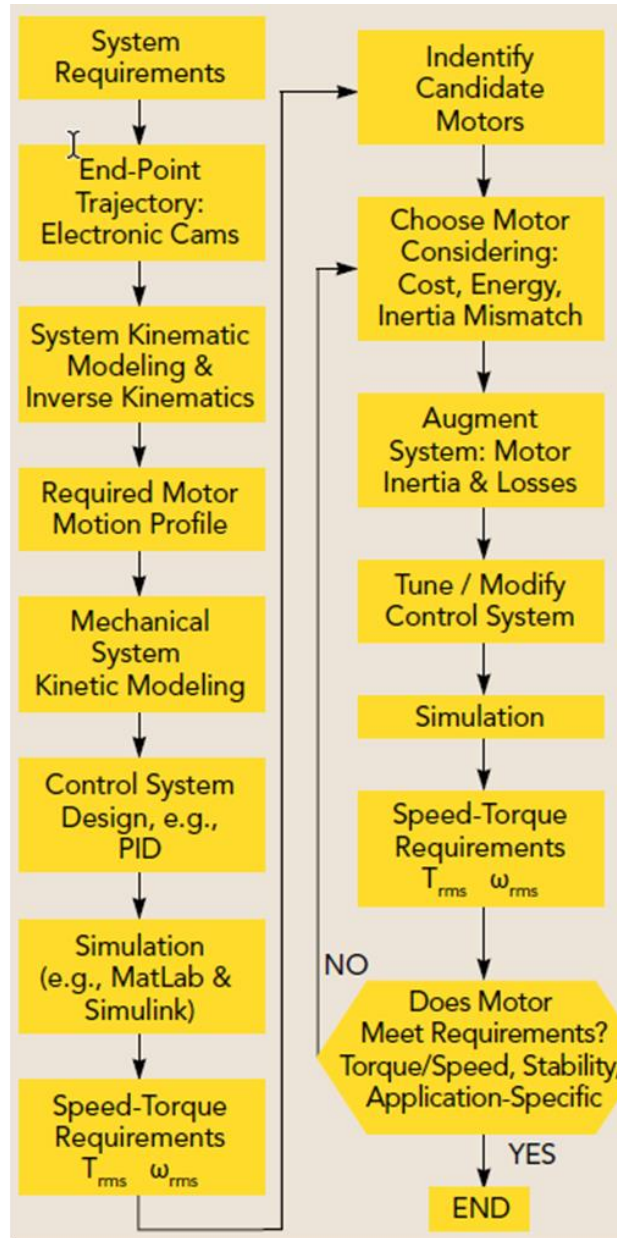 System
Requirements
End-Point
Trajectory:
Electronic Cams
System Kinematic
Modeling &
Inverse Kinematics
Required Motor
Motion Profile
Mechanical
System
Kinetic Modeling
Control System
Design, e.g.,
PID
Simulation
(e.g., MatLab &
Simulink)
Speed-Torque
Requirements
Trms ωrms
Indentify
Candidate
Motors
Choose Motor
Considering:
Cost, Energy,
Inertia Mismatch
Augment
System: Motor
Inertia & Losses
Tune / Modify
Control System
Simulation
Speed-Torque
Requirements
Trms ωrms
NO
Does Motor
Meet Requirements?
Torque/Speed, Stability,
Application-Specific
YES
END